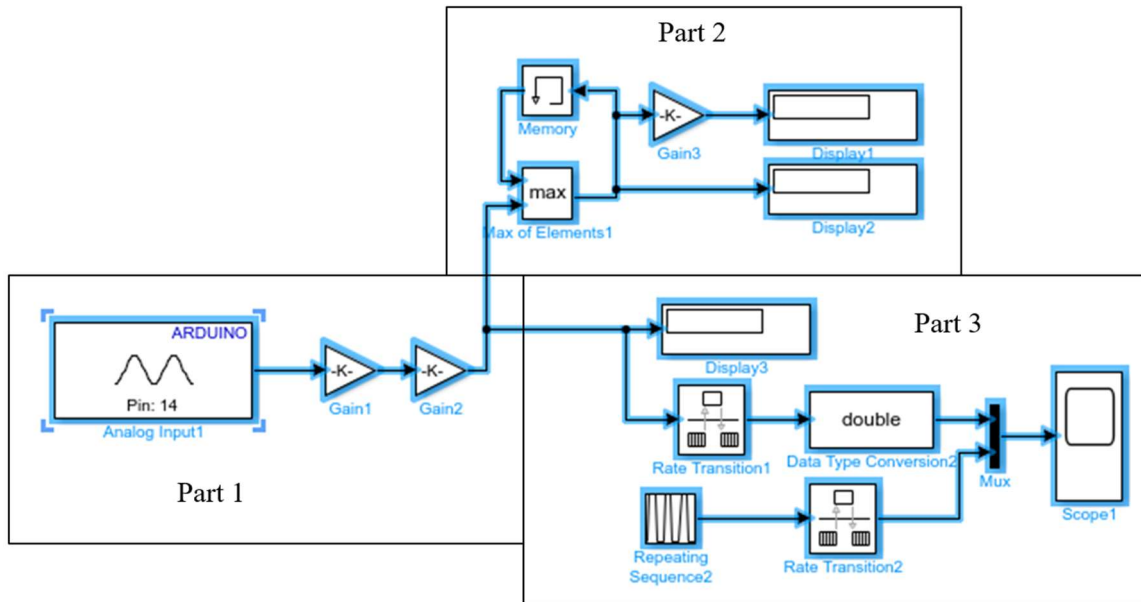 Part 2
Memory
-K-
Gain3
Display1
max
Max of Elements1
Display2
ARDUINO
Pin: 14
Analog Input1
-K-
Gain1
-K-
Gain2
Part 1
Part 3
Display3
Rate Transition1
double
Data Type Conversion2
Mux
Scope1
Repeating
Sequence2
Rate Transition2